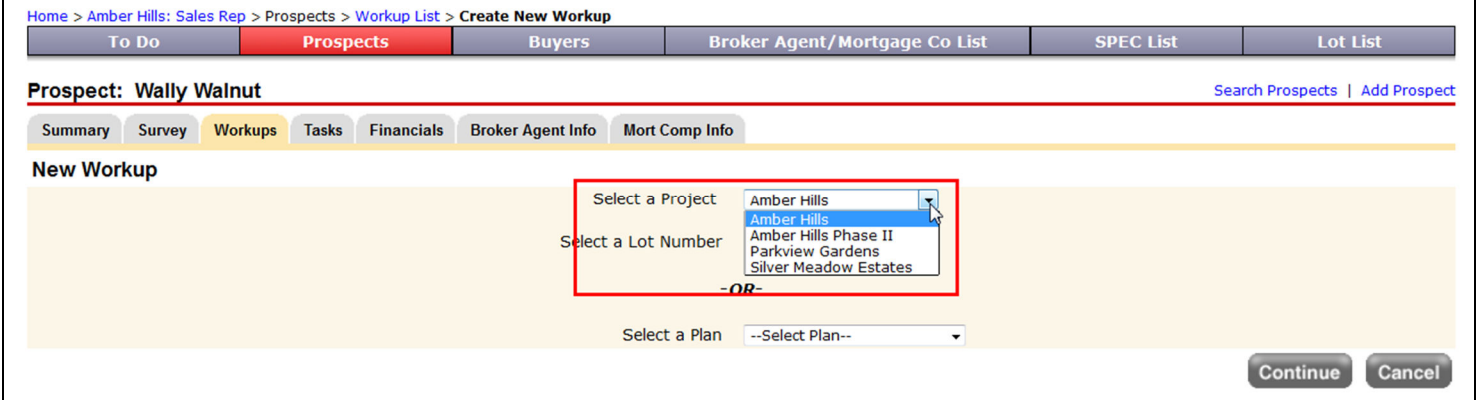 Home > Amber Hills: Sales Rep > Prospects > Workup List > Create New Workup
To Do Prospects Buyers Broker Agent/Mortgage Co List SPEC List Lot List
Prospect: Wally Walnut
Search Prospects | Add Prospect
Summary Survey Workups Tasks Financials Broker Agent Info Mort Comp Info
New Workup
Select a Project Amber Hills
Amber Hills
Amber Hills Phase II
Select a Lot Number
Parkview Gardens
Silver Meadow Estates
-OR-
Select a Plan --Select Plan--
Continue Cancel